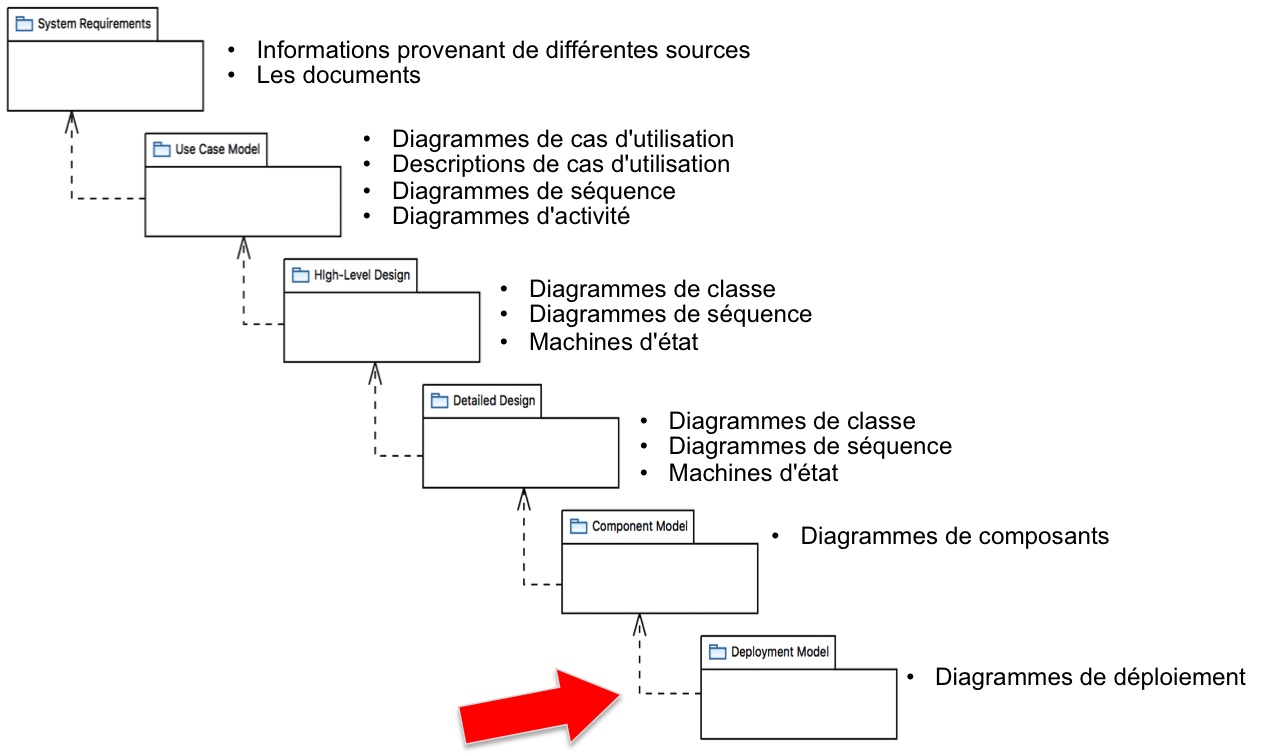 System Requirements
• Informations provenant de différentes sources
• Les documents
Use Case Model
• Diagrammes de cas d'utilisation
• Descriptions de cas d'utilisation
• Diagrammes de séquence
• Diagrammes d'activité
HIgh-Level Design
• Diagrammes de classe
• Diagrammes de séquence
• Machines d'état
Detailed Design
• Diagrammes de classe
• Diagrammes de séquence
• Machines d'état
Component Model
• Diagrammes de composants
Deployment Model
• Diagrammes de déploiement